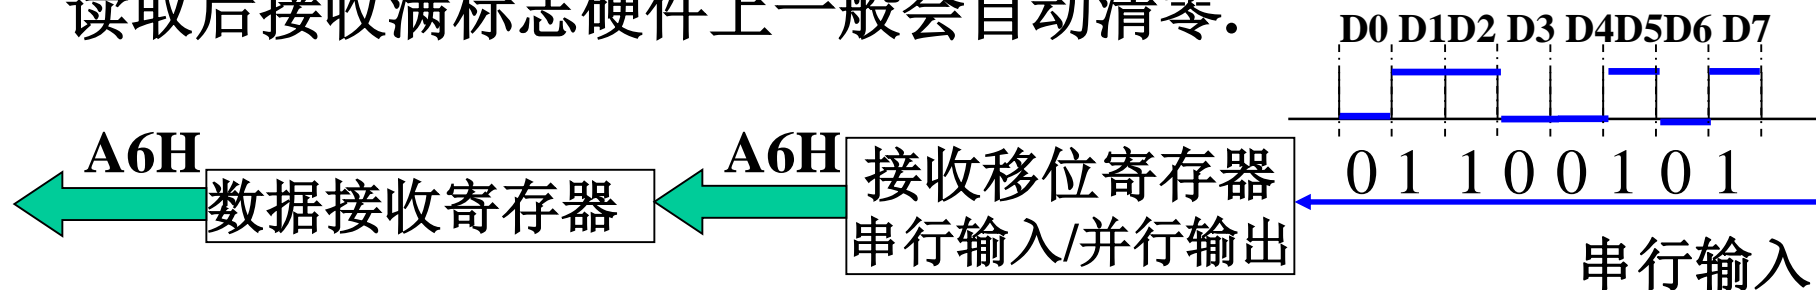 读取后接收满标志硬件上一般会自动清零.
D0 D1D2 D3 D4D5D6 D7
A6H
数据接收寄存器
A6H
接收移位寄存器
串行输入/并行输出
0 1 1 0 0 1 0 1
串行输入